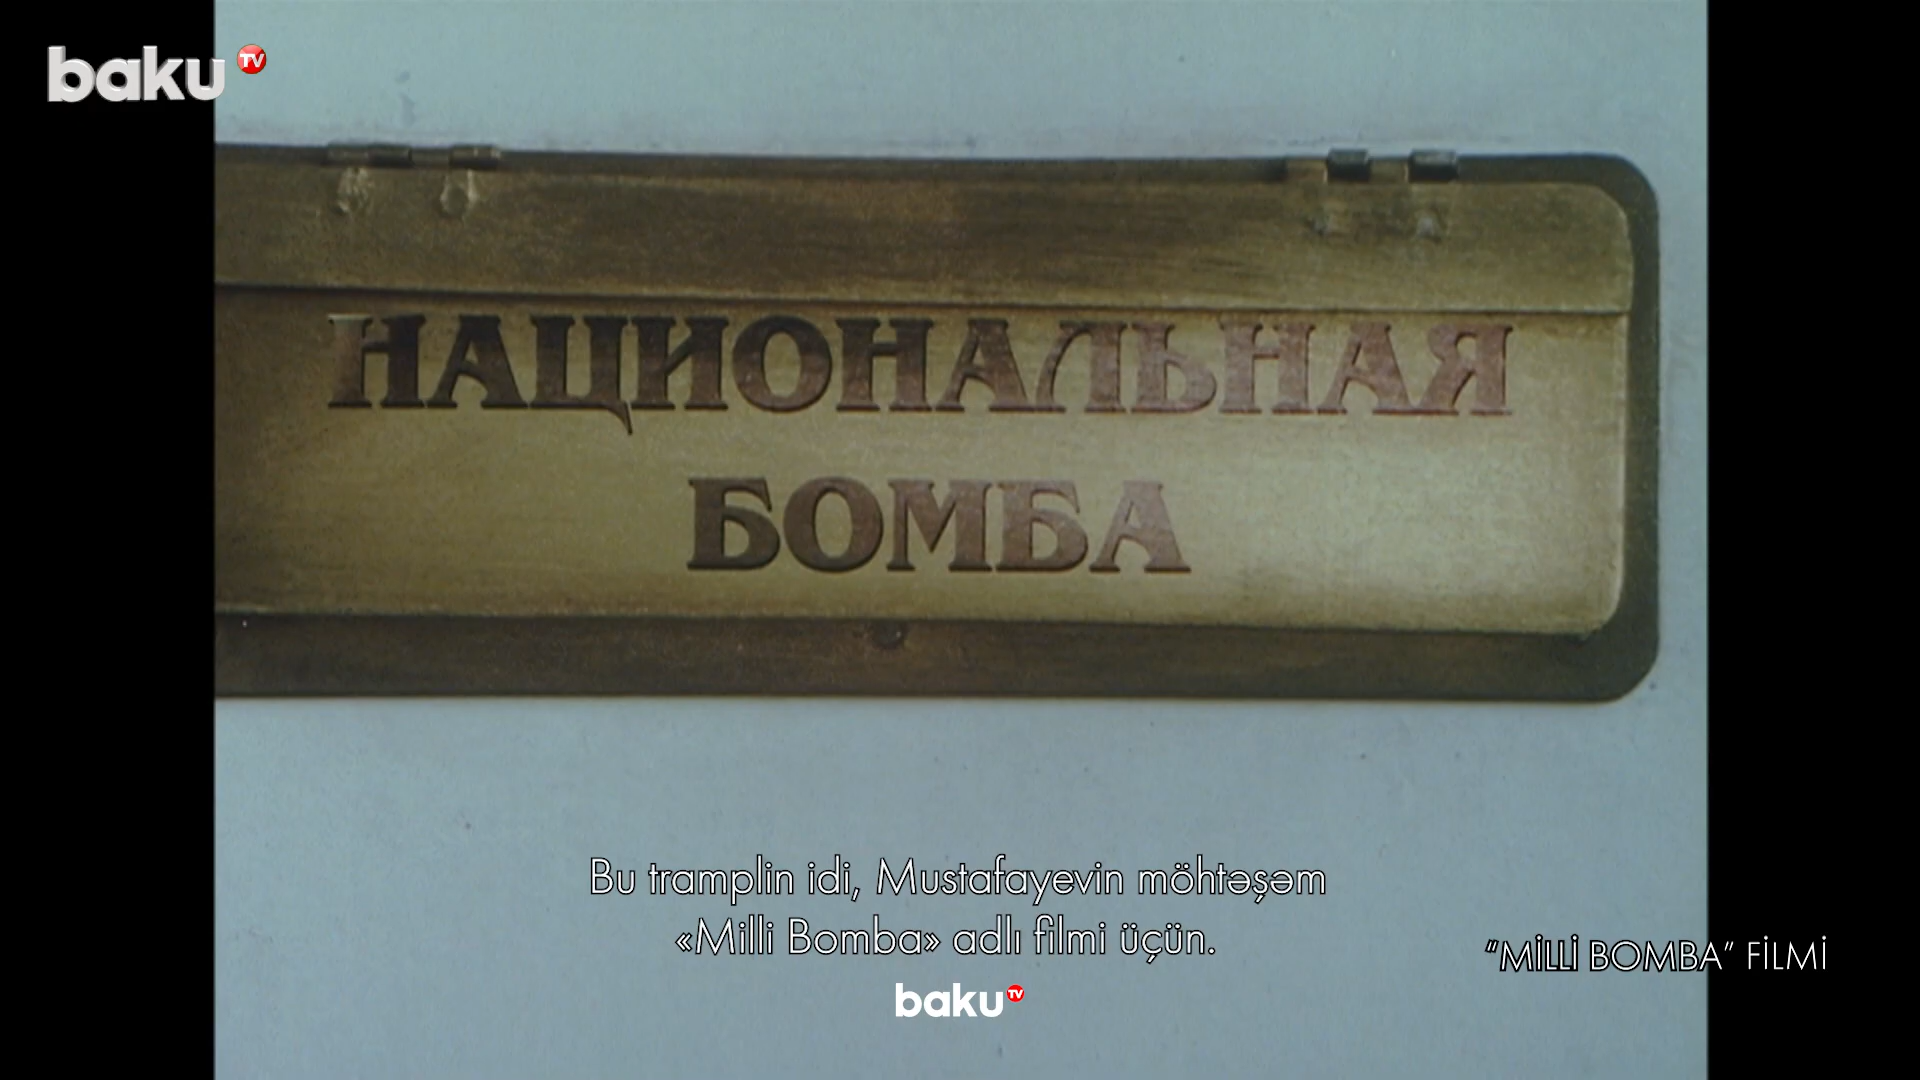 baku TV
НАЦИОНАЛЬНАЯ
БОМБА
Bu tramplin idi, Mustafayevin möhtəşəm
«Milli Bomba» adlı filmi üçün.
“MİLLİ BOMBA” FİLMİ
baku TV